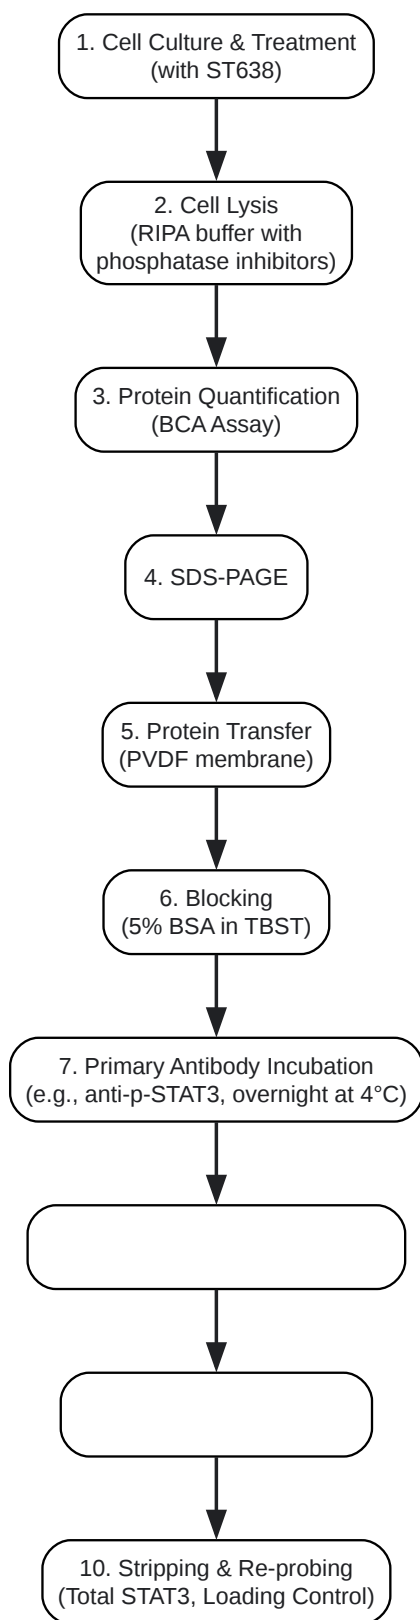 1. Cell Culture & Treatment
(with ST638)
2. Cell Lysis
(RIPA buffer with
phosphatase inhibitors)
3. Protein Quantification
(BCA Assay)
4. SDS-PAGE
5. Protein Transfer
(PVDF membrane)
6. Blocking
(5% BSA in TBST)
7. Primary Antibody Incubation
(e.g., anti-p-STAT3, overnight at 4°C)
10. Stripping & Re-probing
(Total STAT3, Loading Control)